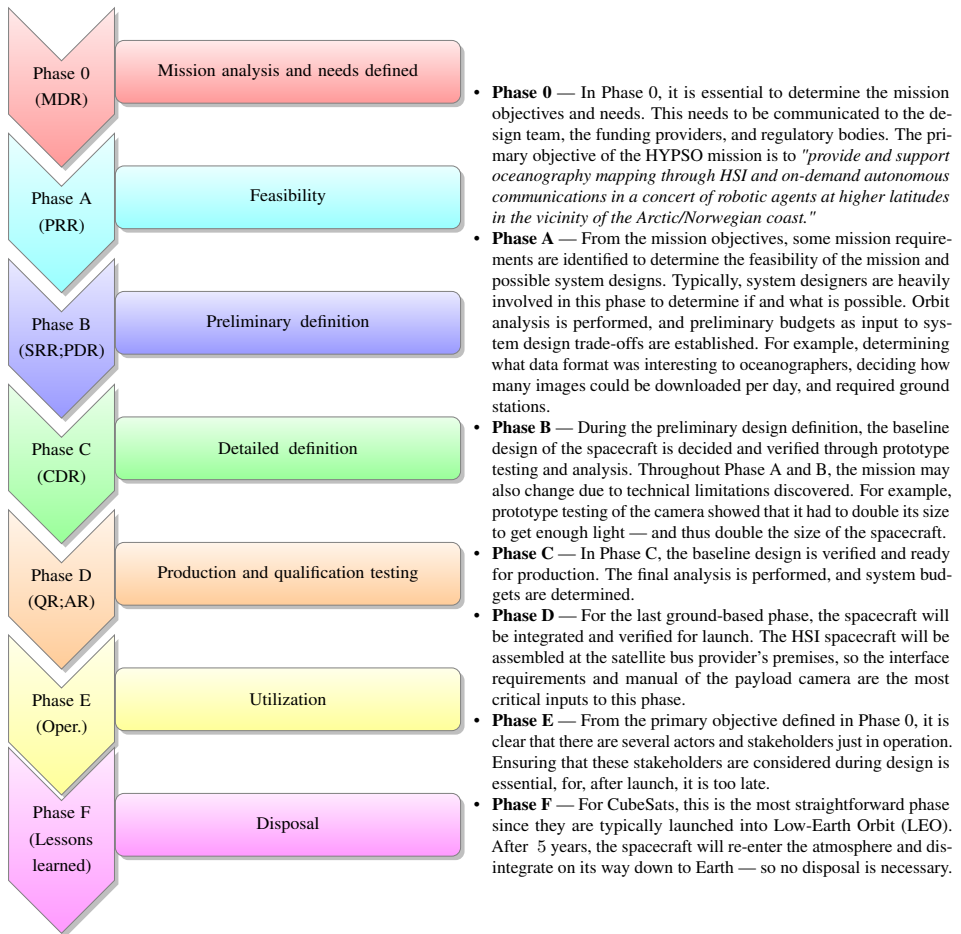 Phase 0
(MDR)
Mission analysis and needs defined
Phase A
(PRR)
Feasibility
Phase B
(SRR;PDR)
Preliminary definition
Phase C
(CDR)
Detailed definition
Phase D
(QR;AR)
Production and qualification testing
Phase E
(Oper.)
Utilization
Phase F
(Lessons
learned)
Disposal
• Phase 0 — In Phase 0, it is essential to determine the mission
objectives and needs. This needs to be communicated to the de-
sign team, the funding providers, and regulatory bodies. The pri-
mary objective of the HYPSO mission is to "provide and support
oceanography mapping through HSI and on-demand autonomous
communications in a concert of robotic agents at higher latitudes
in the vicinity of the Arctic/Norwegian coast."
• Phase A — From the mission objectives, some mission require-
ments are identified to determine the feasibility of the mission and
possible system designs. Typically, system designers are heavily
involved in this phase to determine if and what is possible. Orbit
analysis is performed, and preliminary budgets as input to sys-
tem design trade-offs are established. For example, determining
what data format was interesting to oceanographers, deciding how
many images could be downloaded per day, and required ground
stations.
• Phase B — During the preliminary design definition, the baseline
design of the spacecraft is decided and verified through prototype
testing and analysis. Throughout Phase A and B, the mission may
also change due to technical limitations discovered. For example,
prototype testing of the camera showed that it had to double its size
to get enough light — and thus double the size of the spacecraft.
• Phase C — In Phase C, the baseline design is verified and ready
for production. The final analysis is performed, and system bud-
gets are determined.
• Phase D — For the last ground-based phase, the spacecraft will
be integrated and verified for launch. The HSI spacecraft will be
assembled at the satellite bus provider's premises, so the interface
requirements and manual of the payload camera are the most
critical inputs to this phase.
• Phase E — From the primary objective defined in Phase 0, it is
clear that there are several actors and stakeholders just in operation.
Ensuring that these stakeholders are considered during design is
essential, for, after launch, it is too late.
• Phase F — For CubeSats, this is the most straightforward phase
since they are typically launched into Low-Earth Orbit (LEO).
After 5 years, the spacecraft will re-enter the atmosphere and dis-
integrate on its way down to Earth — so no disposal is necessary.